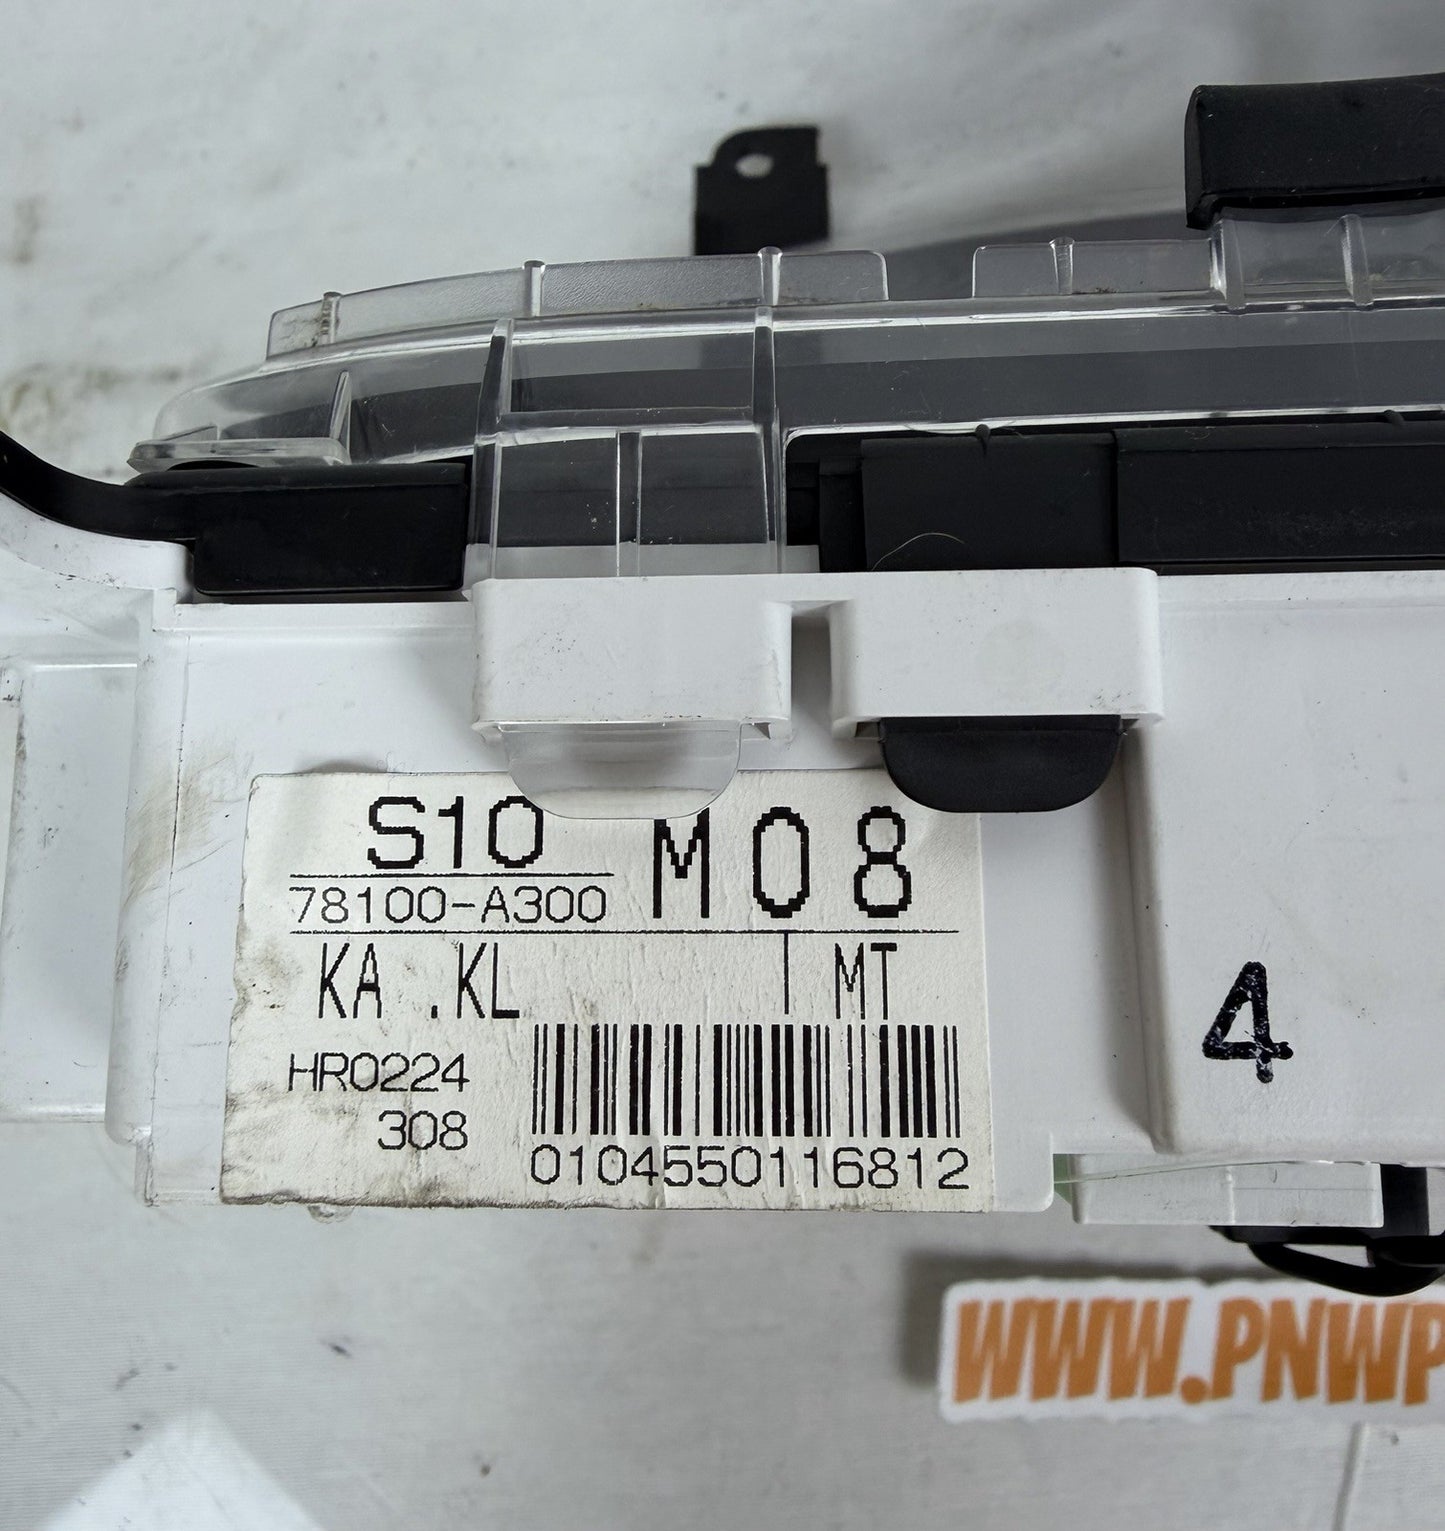 S10 M08
78100-A300
KA .KL MT
HR0224
308
0104550116812
4
WWW.PNWP